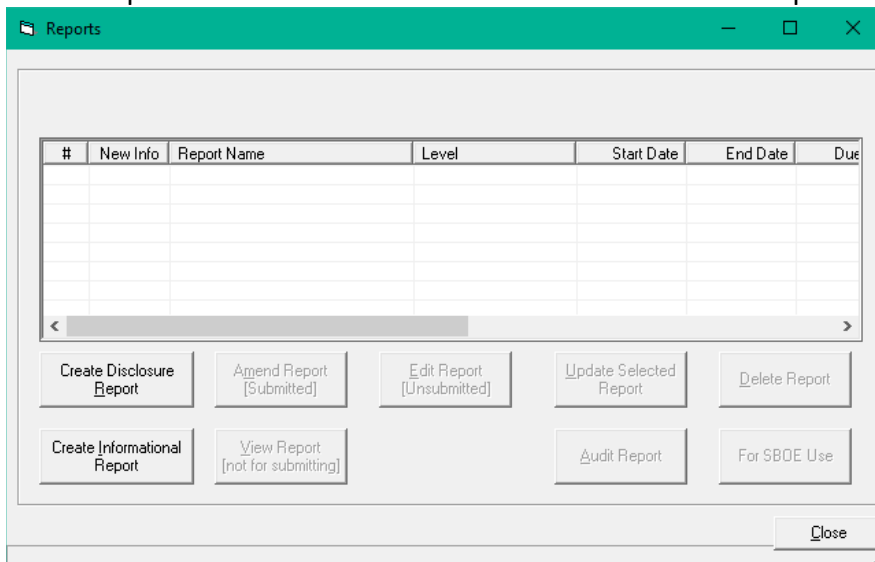 Reports
# New Info Report Name Level Start Date End Date Due
Create Disclosure Amend Report Edit Report Update Selected Delete Report
Report [Submitted] [Unsubmitted] Report
Create Informational View Report Audit Report For SBOE Use
Report [not for submitting]
Close